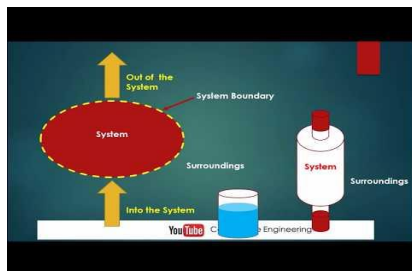 Out of the
System
System Boundary
System
Surroundings
System
Surroundings
Into the System
YouTube C e Engineering